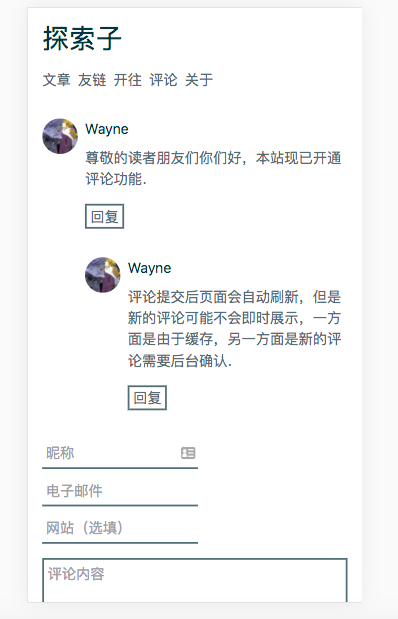 探索子
文章 友链 开往 评论 关于
Wayne
尊敬的读者朋友们你们好，本站现已开通
评论功能.
回复
Wayne
评论提交后页面会自动刷新，但是
新的评论可能不会即时展示，一方
面是由于缓存，另一方面是新的评
论需要后台确认.
回复
昵称
电子邮件
网站（选填）
评论内容